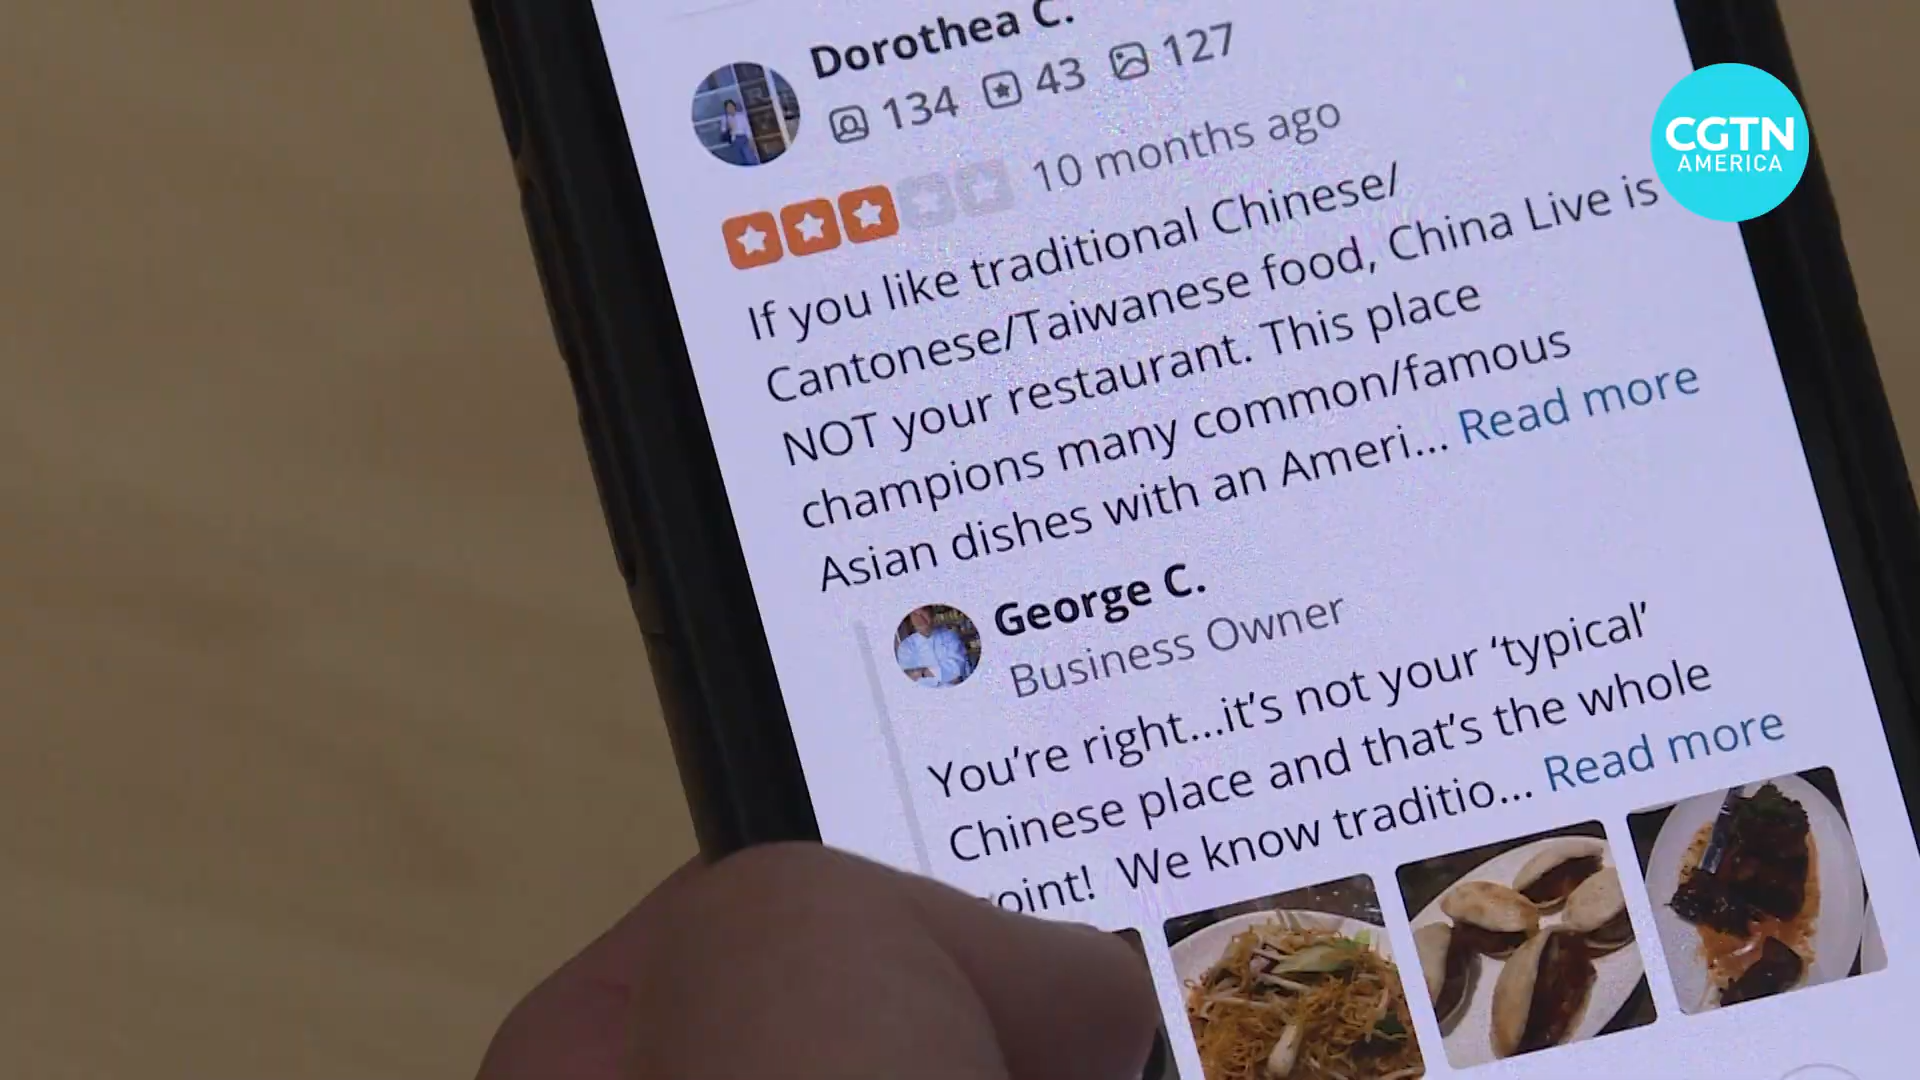 Dorothea C.
134 43 127
10 months ago
If you like traditional Chinese/
Cantonese/Taiwanese food, China Live is
NOT your restaurant. This place
champions many common/famous
Asian dishes with an Ameri... Read more
George C.
Business Owner
You're right...it's not your ‘typical’
Chinese place and that's the whole
oint! We know traditio... Read more
CGTN
AMERICA